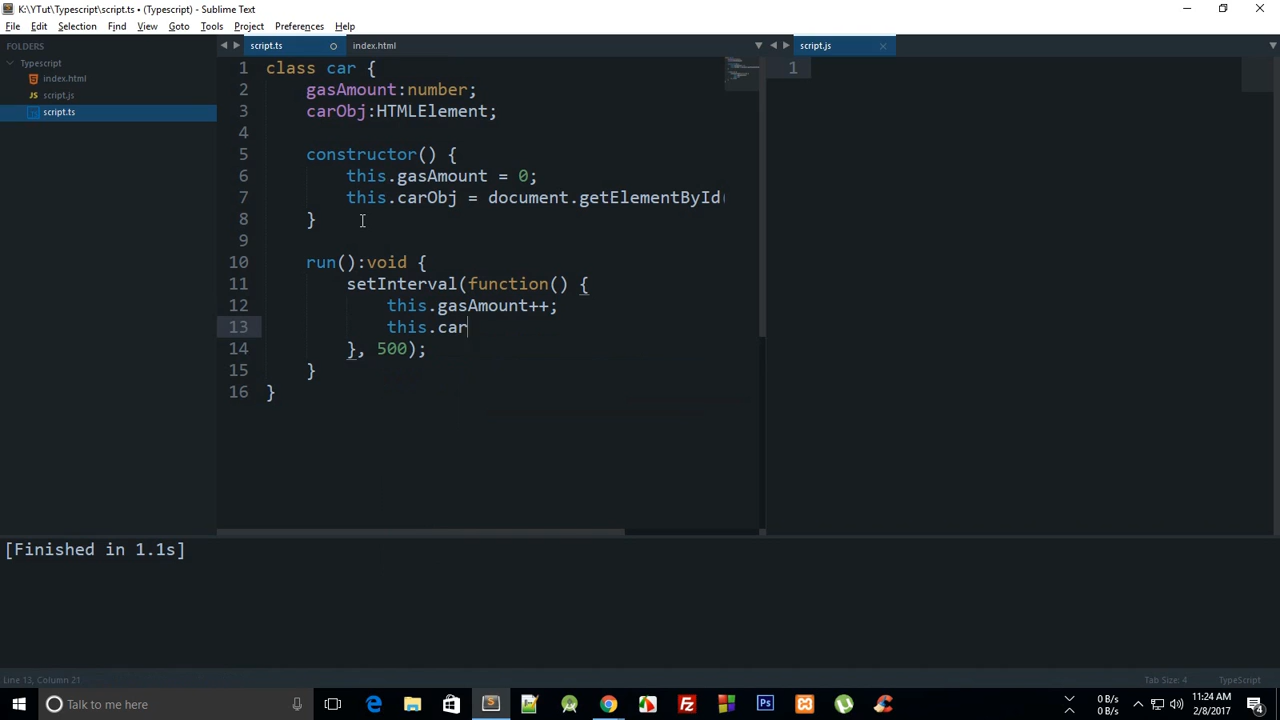 K:\YTut\Typescript\script.ts • (Typescript) - Sublime Text
File Edit Selection Find View Goto Tools Project Preferences Help
FOLDERS
Typescript
index.html
script.js
script.ts
script.ts index.html
1 class car {
2 gasAmount:number;
3 carObj:HTMLElement;
4
5 constructor() {
6 this.gasAmount = 0;
7 this.carObj = document.getElementById(
8 }
9
10 run():void {
11 setInterval(function() {
12 this.gasAmount++;
13 this.car
14 }, 500);
15 }
16 }
script.js
1
[Finished in 1.1s]
Line 13, Column 21 Tab Size: 4 TypeScript
Talk to me here
0 B/s
0 B/s
11:24 AM
2/8/2017
4